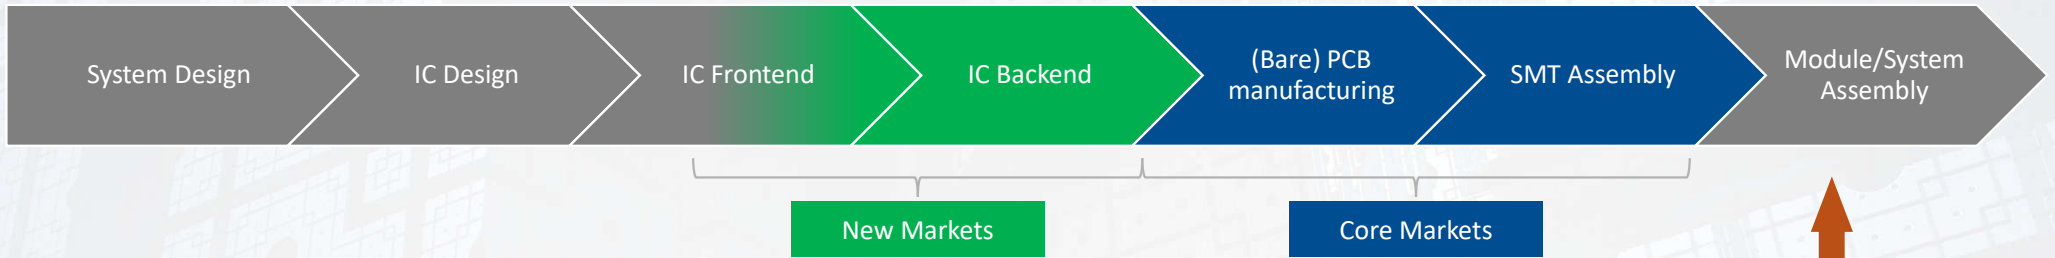 System Design
IC Design
IC Frontend
IC Backend
(Bare) PCB
manufacturing
SMT Assembly
Module/System
Assembly
New Markets
Core Markets